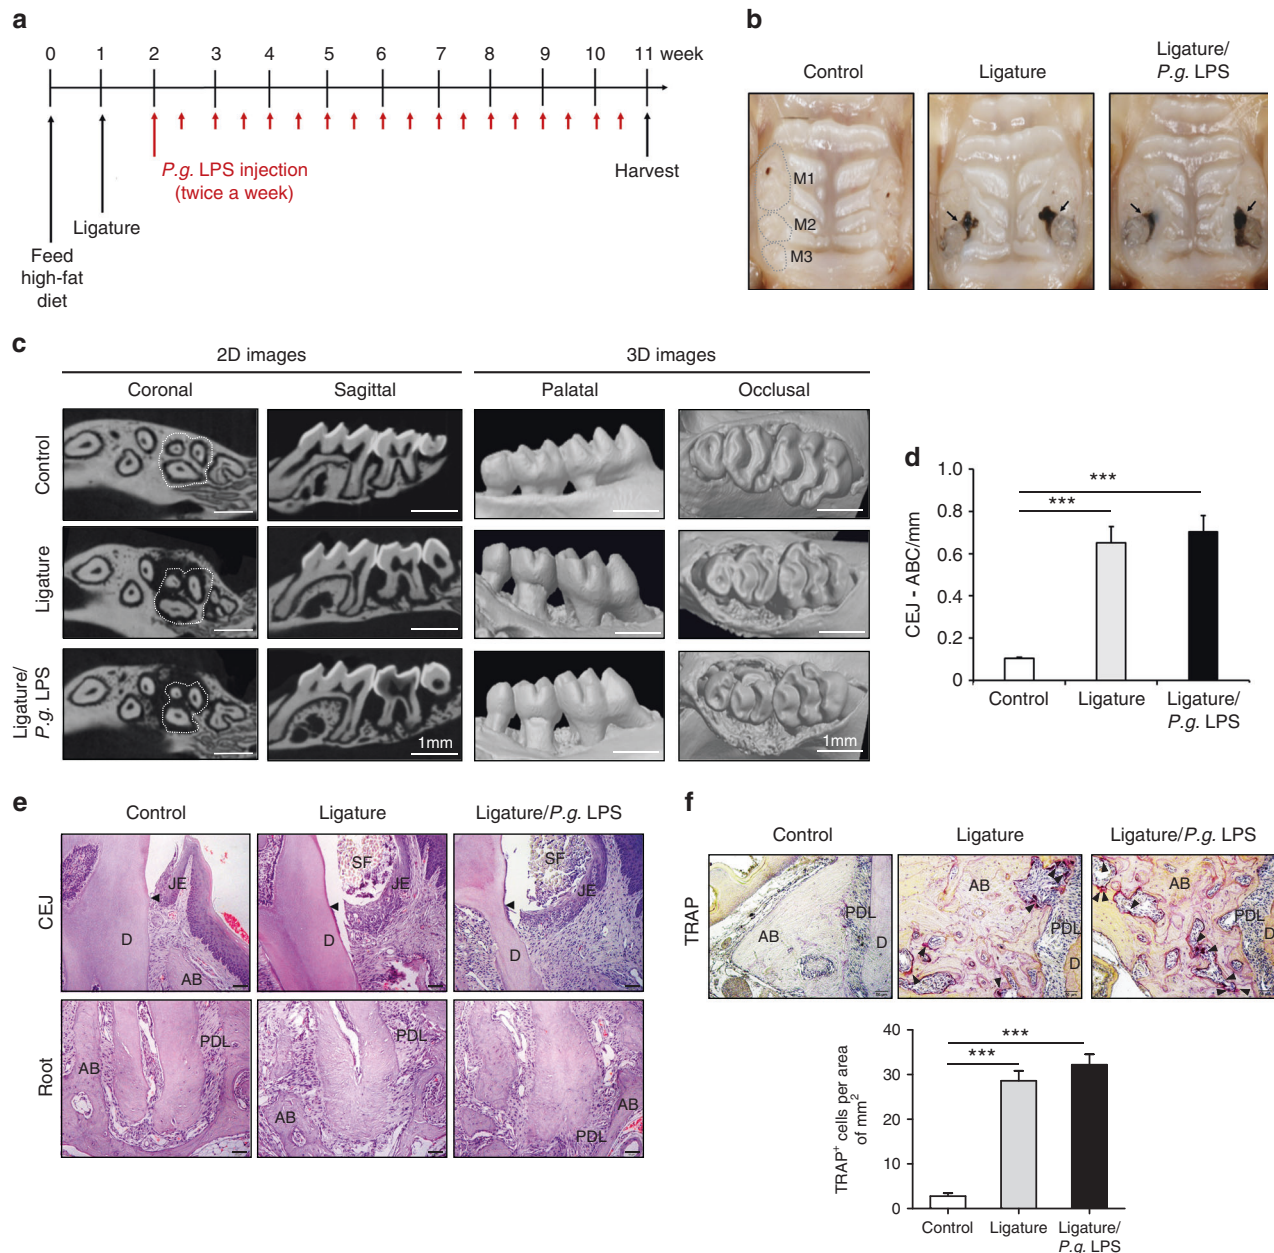 a
0 1 2 3 4 5 6 7 8 9 10 11 week
P.g. LPS injection
(twice a week)
Harvest
Ligature
Feed
high-fat
diet
b
Control
Ligature
Ligature/
P.g. LPS
M1
M2
M3
c
2D images
3D images
Coronal
Sagittal
Palatal
Occlusal
Control
Ligature
Ligature/
P.g. LPS
1mm
1mm
d
CEJ - ABC/mm
1.0
0.8
0.6
0.4
0.2
0
***
***
Control
Ligature
Ligature/
P.g. LPS
e
Control
Ligature
Ligature/P.g. LPS
CEJ
JE
D
AB
SF
JE
D
SF
JE
D
Root
AB
PDL
AB
PDL
AB
PDL
f
Control
Ligature
Ligature/P.g. LPS
TRAP
AB
PDL
D
AB
PDL
D
AB
PDL
D
TRAP+ cells per area
of mm2
40
30
20
10
0
***
***
Control
Ligature
Ligature/
P.g. LPS